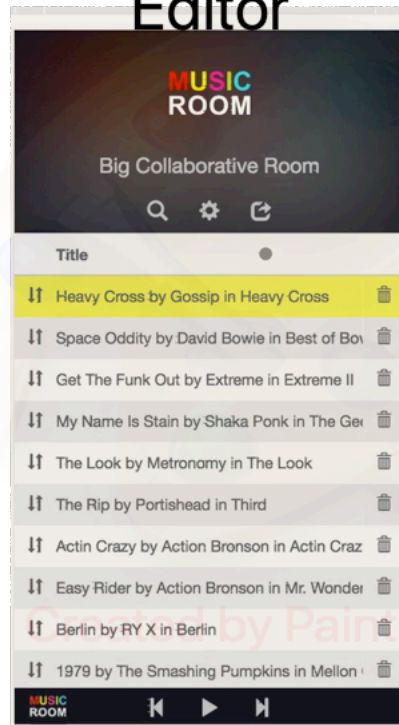 Editor
MUSIC
ROOM
Big Collaborative Room
Title
Heavy Cross by Gossip in Heavy Cross
Space Oddity by David Bowie in Best of Bov
Get The Funk Out by Extreme in Extreme II
My Name Is Stain by Shaka Ponk in The Gee
The Look by Metronomy in The Look
The Rip by Portishead in Third
Actin Crazy by Action Bronson in Actin Craz
Easy Rider by Action Bronson in Mr. Wonder
Created by Paint
Berlin by RY X in Berlin
1979 by The Smashing Pumpkins in Mellon
MUSIC
ROOM